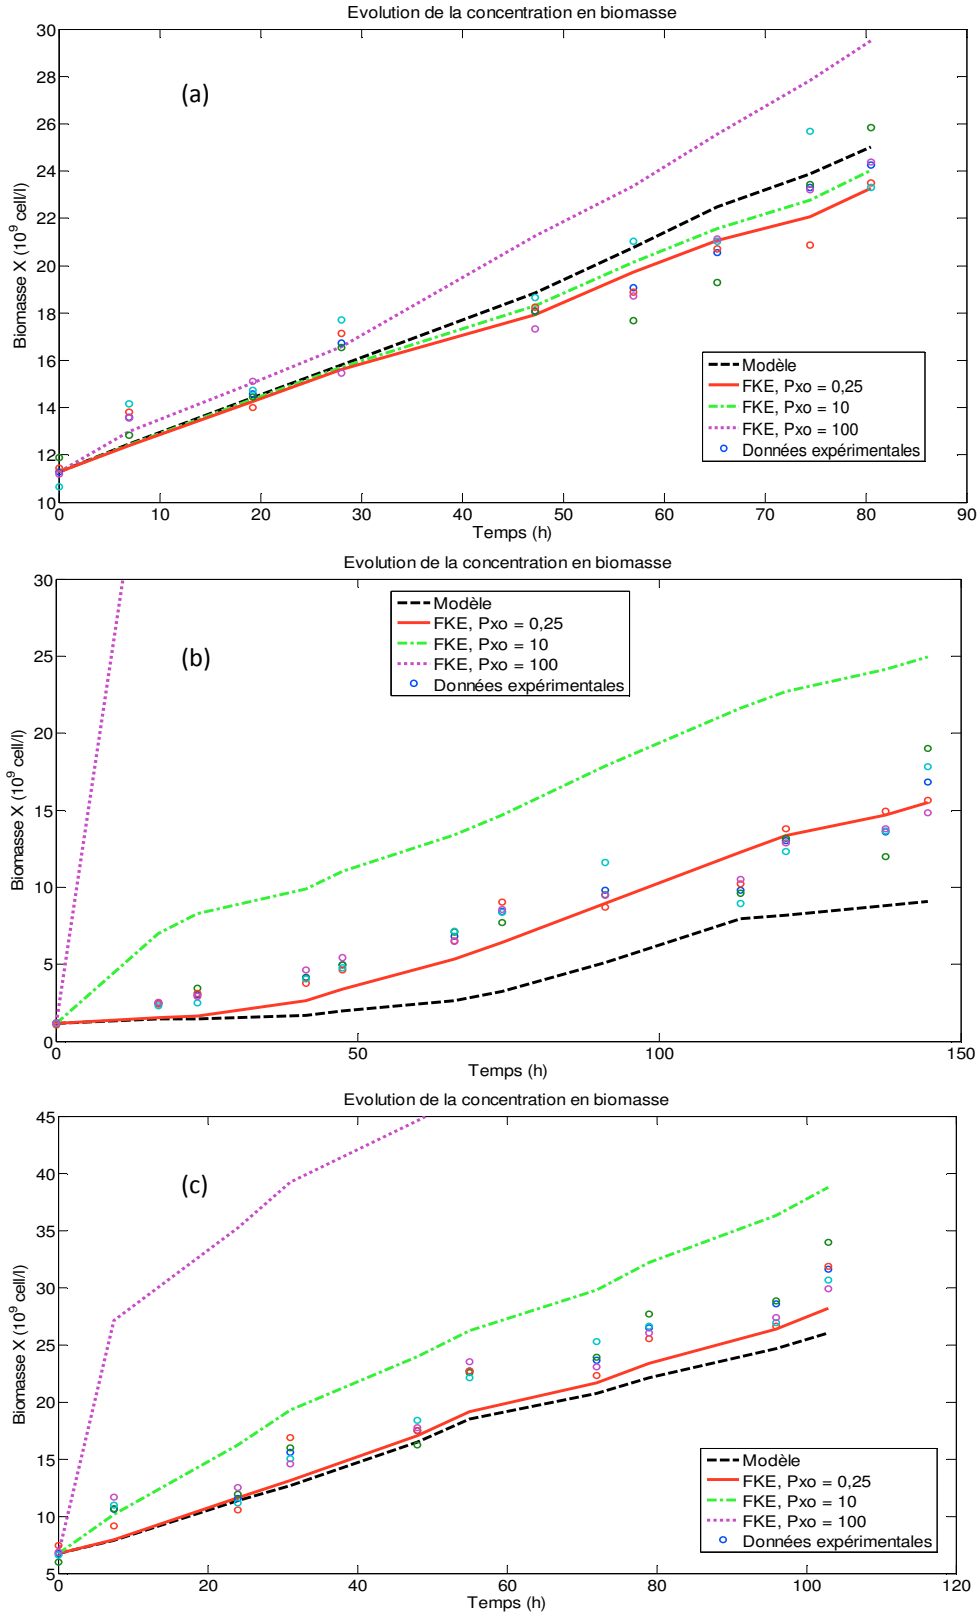 Evolution de la concentration en biomasse
30
28
26
24
22
20
18
16
14
12
10
Biomasse X (10^9 cell/l)
(a)
Modèle
FKE, Pxo = 0,25
FKE, Pxo = 10
FKE, Pxo = 100
Données expérimentales
0 10 20 30 40 50 60 70 80 90
Temps (h)
Evolution de la concentration en biomasse
30
25
20
15
10
5
0
Biomasse X (10^9 cell/l)
(b)
Modèle
FKE, Pxo = 0,25
FKE, Pxo = 10
FKE, Pxo = 100
Données expérimentales
0 50 100 150
Temps (h)
Evolution de la concentration en biomasse
45
40
35
30
25
20
15
10
5
Biomasse X (10^9 cell/l)
(c)
Modèle
FKE, Pxo = 0,25
FKE, Pxo = 10
FKE, Pxo = 100
Données expérimentales
0 20 40 60 80 100 120
Temps (h)